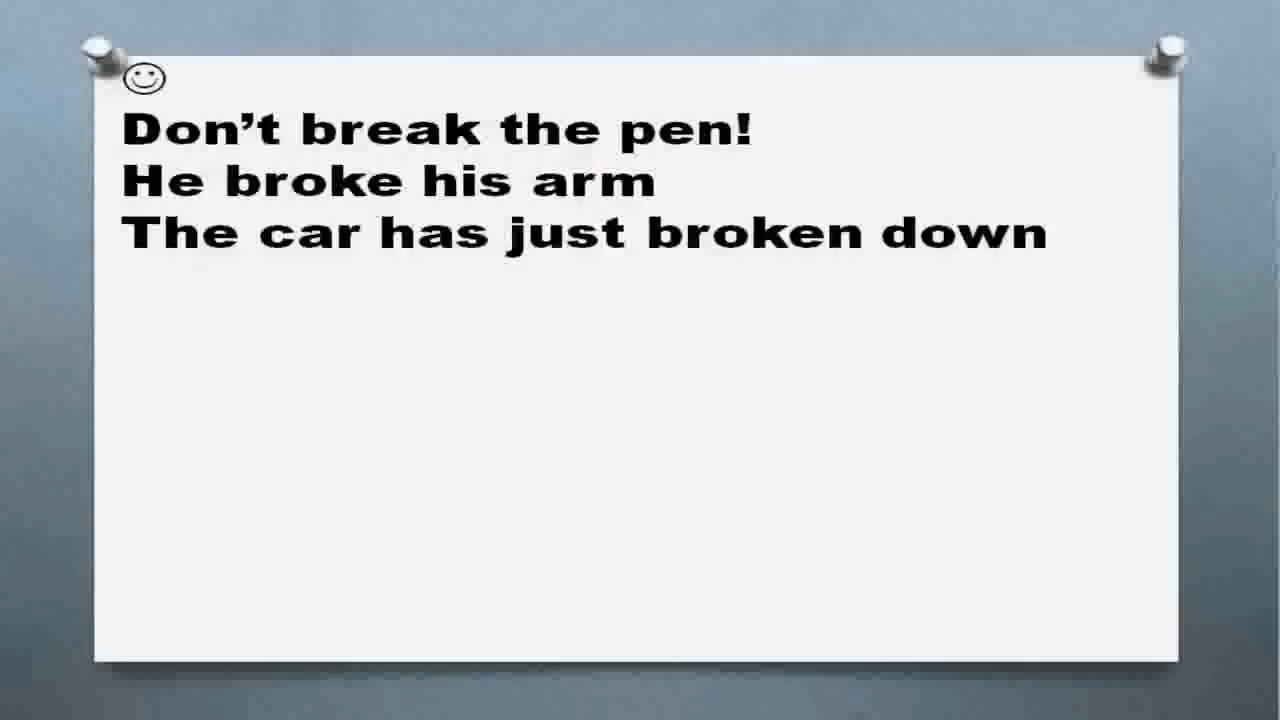 Don’t break the pen!
He broke his arm
The car has just broken down